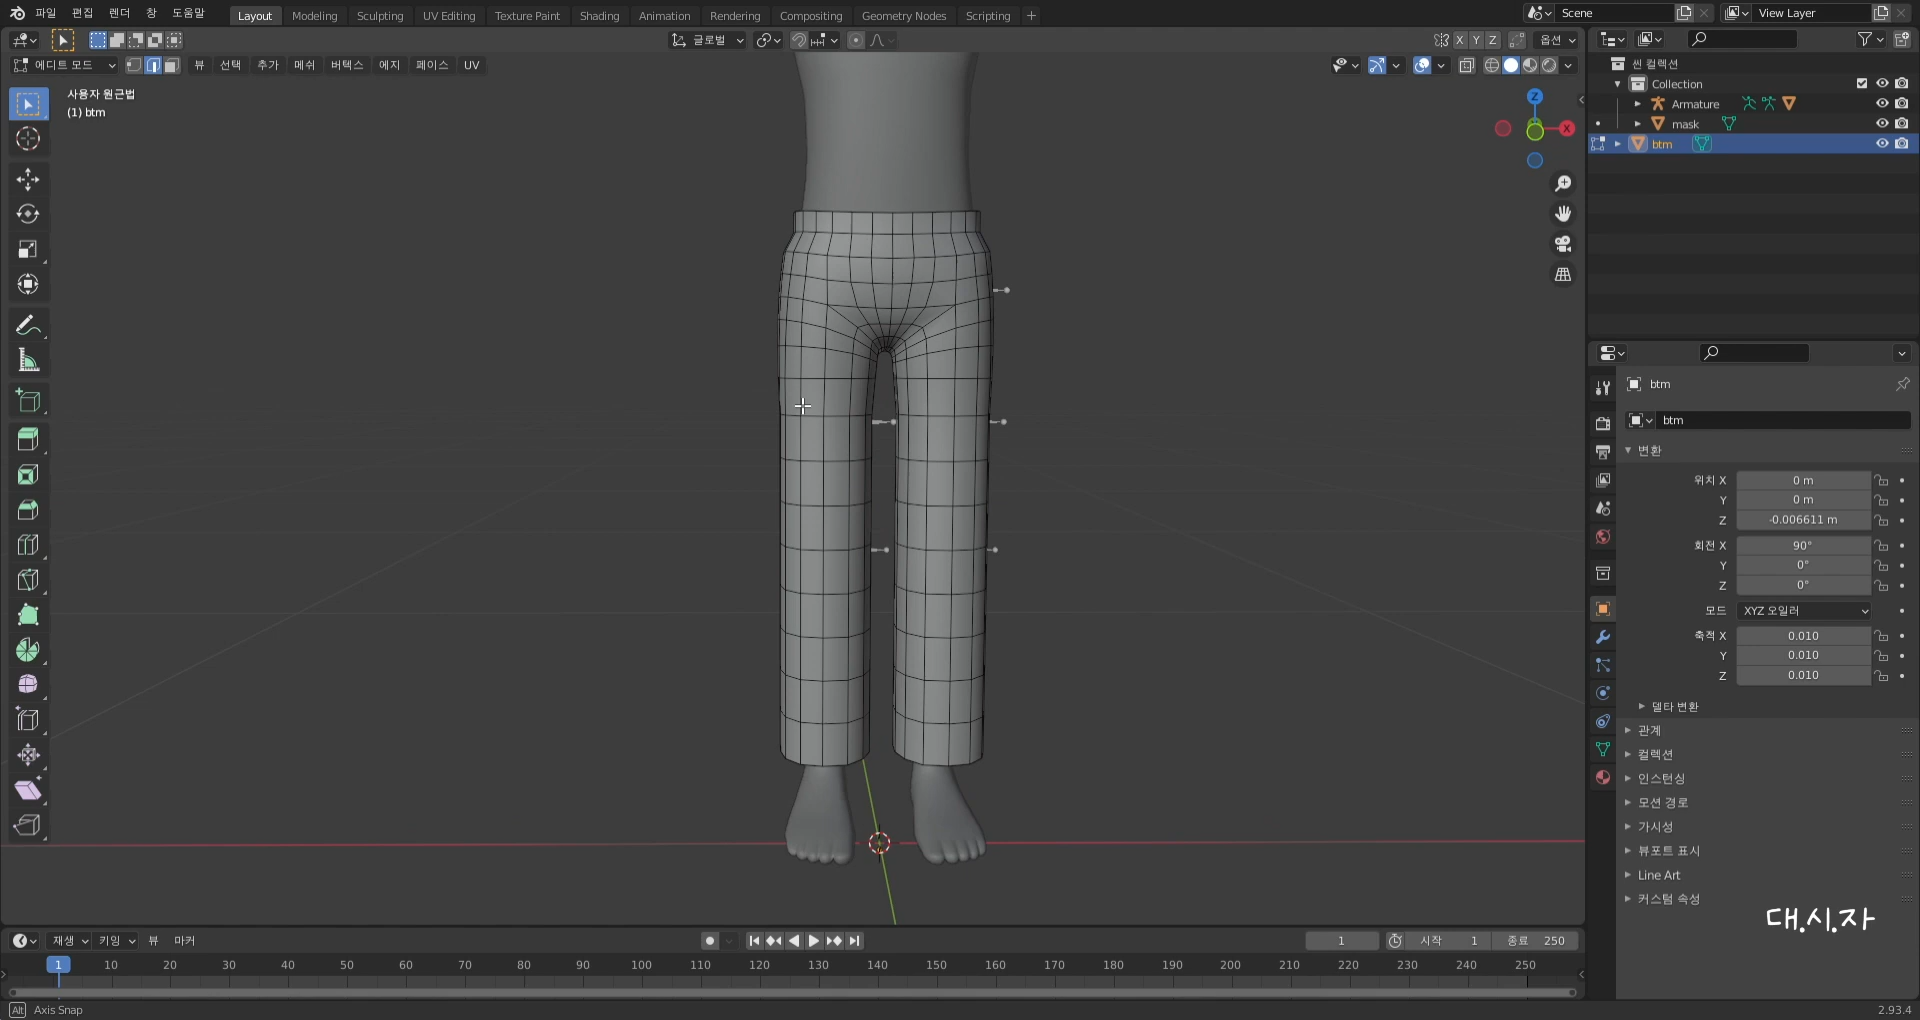 파일 편집 렌더 창 도움말 Layout Modeling Sculpting UV Editing Texture Paint Shading Animation Rendering Compositing Geometry Nodes Scripting + Scene View Layer
글로벌 X Y Z 옵션
에디트 모드 뷰 선택 추가 메쉬 버텍스 에지 페이스 UV
사용자 원근법
(1) btm
Z
X
씬 컬렉션
Collection
Armature
mask
btm
btm
btm
변환
위치 X 0 m
Y 0 m
Z -0.006611 m
회전 X 90°
Y 0°
Z 0°
모드 XYZ 오일러
축적 X 0.010
Y 0.010
Z 0.010
델타 변환
관계
컬렉션
인스턴싱
모션 경로
가시성
뷰포트 표시
Line Art
커스텀 속성
대.시.자
재생 키잉 뷰 마커 1 시작 1 종료 250
1 10 20 30 40 50 60 70 80 90 100 110 120 130 140 150 160 170 180 190 200 210 220 230 240 250
Alt Axis Snap 2.93.4